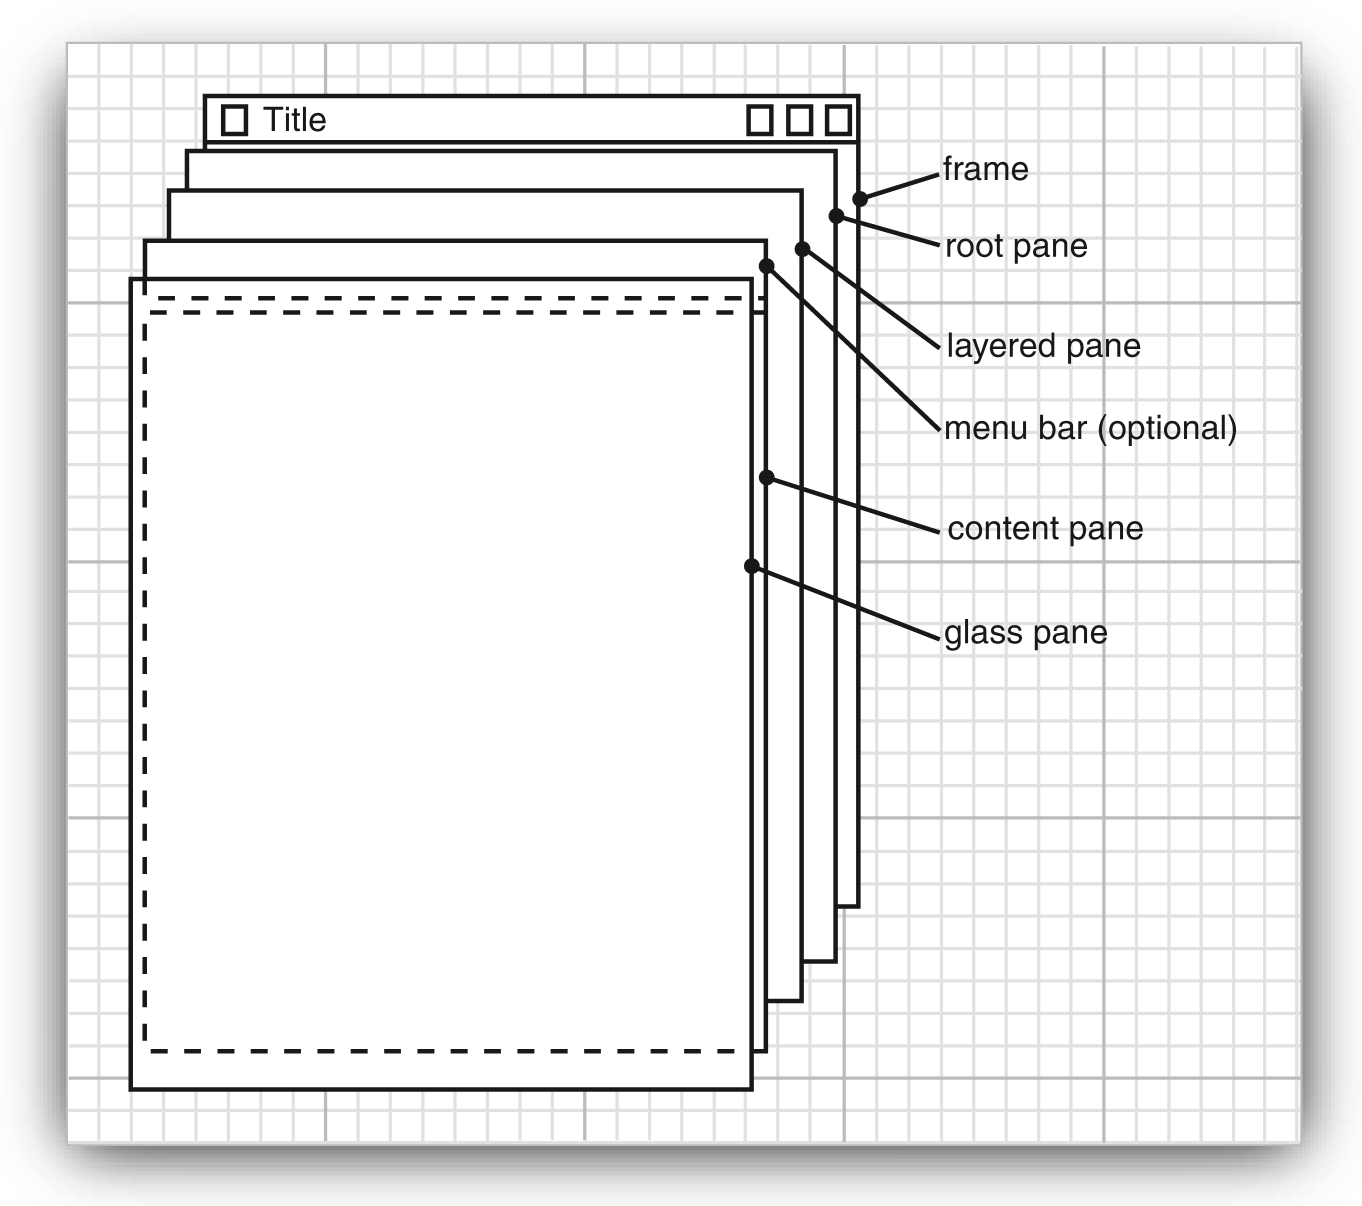 Title
frame
root pane
layered pane
menu bar (optional)
content pane
glass pane